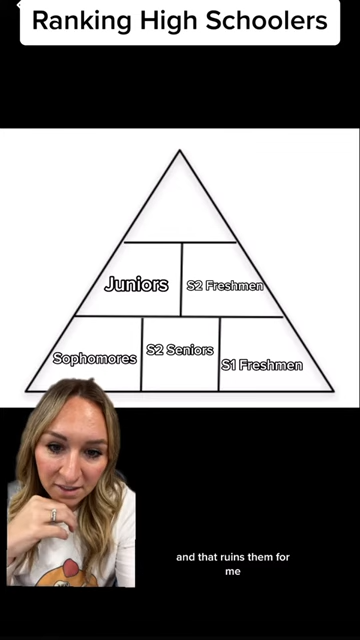 Ranking High Schoolers
Juniors
S2 Freshmen
Sophomores
S2 Seniors
S1 Freshmen
and that ruins them for
me